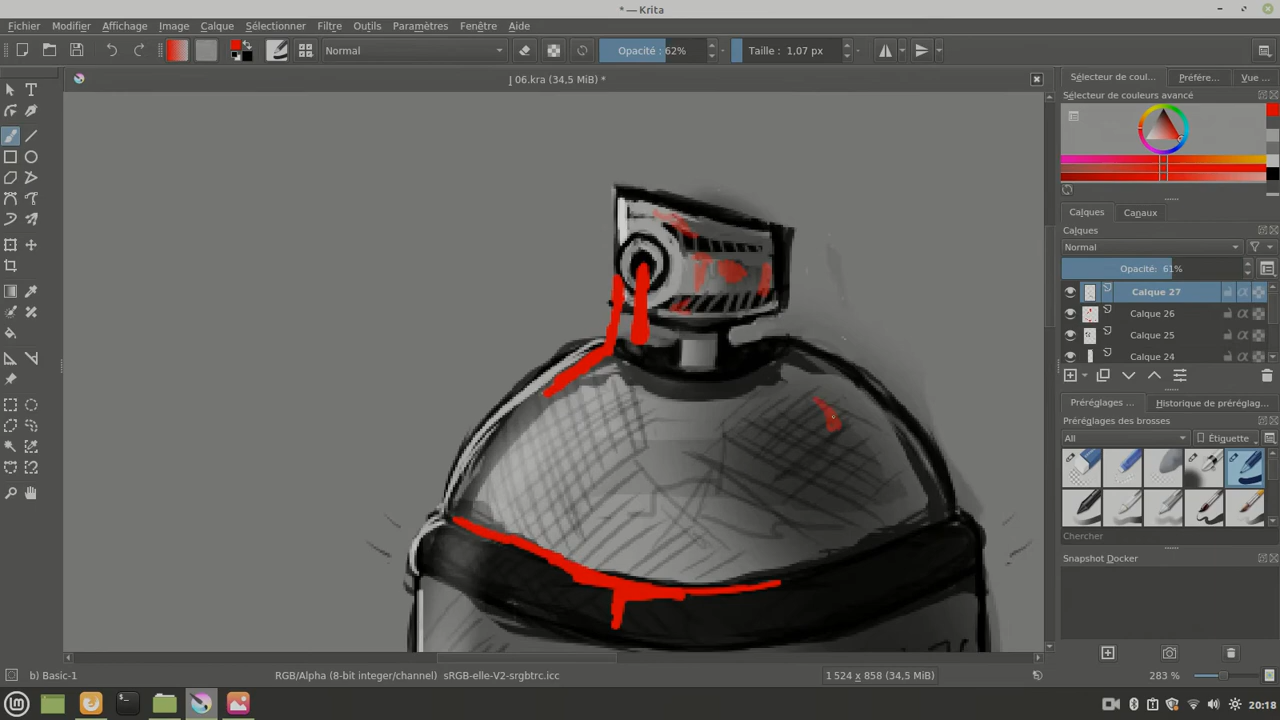 * — Krita
Fichier Modifier Affichage Image Calque Sélectionner Filtre Outils Paramètres Fenêtre Aide
Normal Opacité : 62% Taille : 1,07 px
J 06.kra (34,5 MiB) *
Sélecteur de coul... Préfére... Vue ...
Sélecteur de couleurs avancé
Calques Canaux
Calques
Normal
Opacité: 61%
Calque 27
Calque 26
Calque 25
Calque 24
Préréglages ... Historique de préréglag...
Préréglages des brosses
All Étiquette
Chercher
Snapshot Docker
b) Basic-1 RGB/Alpha (8-bit integer/channel) sRGB-elle-V2-srgbtrc.icc 1 524 x 858 (34,5 MiB) 283 %
20:18